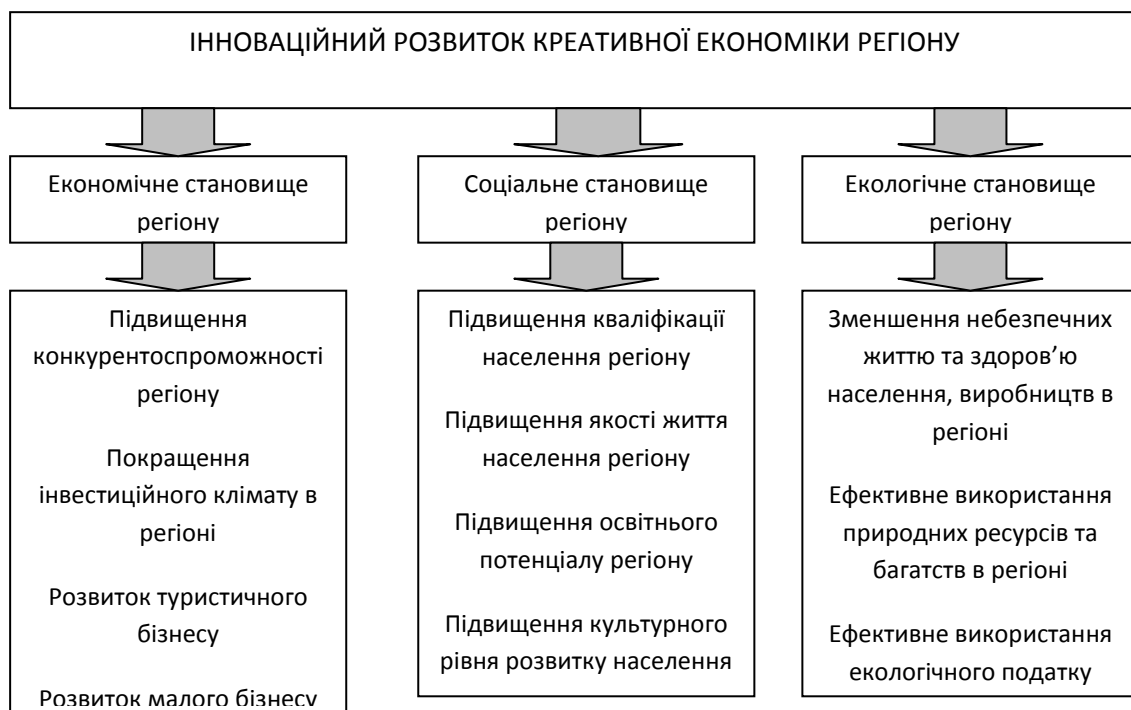 ІННОВАЦІЙНИЙ РОЗВИТОК КРЕАТИВНОЇ ЕКОНОМІКИ РЕГІОНУ
Економічне становище
регіону
Соціальне становище
регіону
Екологічне становище
регіону
Підвищення
конкурентоспроможності
регіону
Покращення
інвестиційного клімату в
регіоні
Розвиток туристичного
бізнесу
Розвиток малого бізнесу
Підвищення кваліфікації
населення регіону
Підвищення якості життя
населення регіону
Підвищення освітнього
потенціалу регіону
Підвищення культурного
рівня розвитку населення
Зменшення небезпечних
життю та здоров’ю
населення, виробництв в
регіоні
Ефективне використання
природних ресурсів та
багатств в регіоні
Ефективне використання
екологічного податку